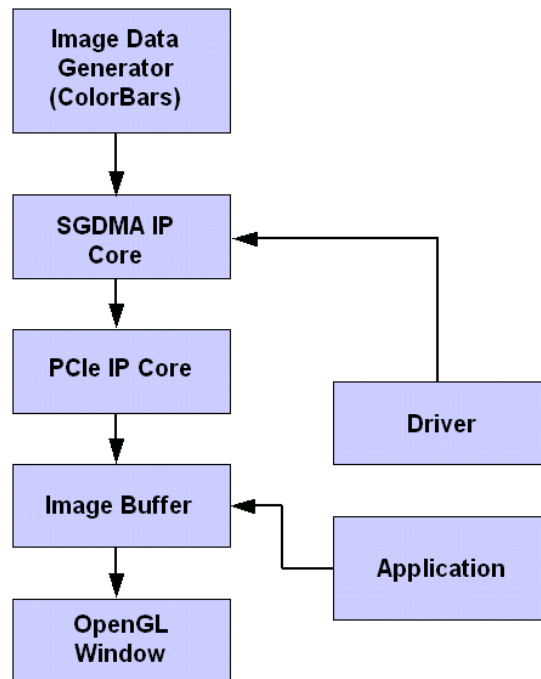 Image Data
Generator
(ColorBars)
SGDMA IP
Core
PCIe IP Core
Driver
Image Buffer
Application
OpenGL
Window